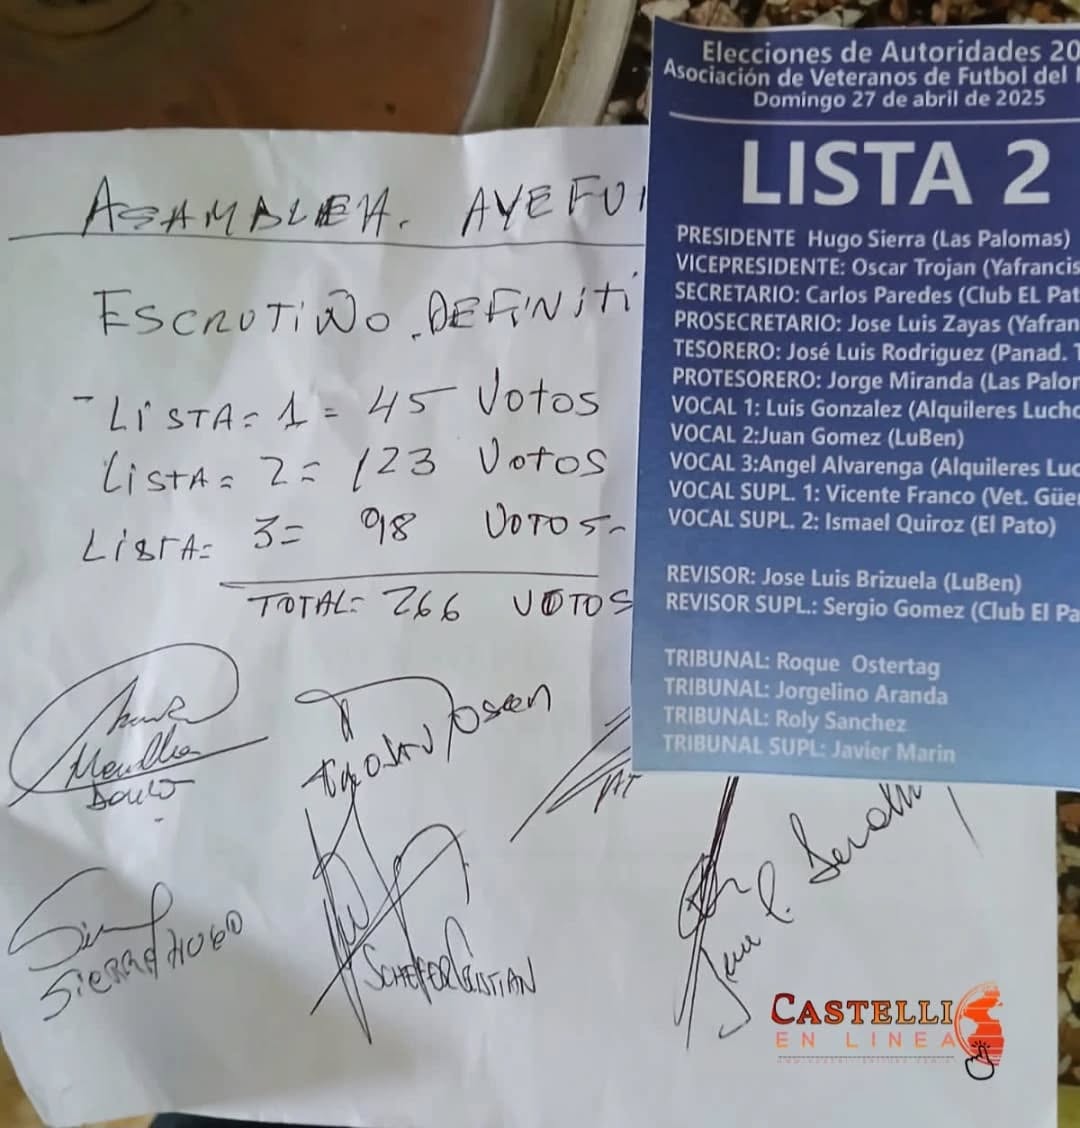 ASAMBLEA. AVEFU
ESCRUTIÑO DEFINITI
- LISTA= 1 = 45 VOTOS
LISTA= 2= 123 VOTOS
LISTA= 3= 98 VOTOS-
TOTAL= 266 VOTOS
SIERRA HUGO
Elecciones de Autoridades 20
Asociación de Veteranos de Futbol del
Domingo 27 de abril de 2025
LISTA 2
PRESIDENTE Hugo Sierra (Las Palomas)
VICEPRESIDENTE: Oscar Trojan (Yafrancis
SECRETARIO: Carlos Paredes (Club EL Pat
PROSECRETARIO: Jose Luis Zayas (Yafran
TESORERO: José Luis Rodriguez (Panad. T
PROTESORERO: Jorge Miranda (Las Palom
VOCAL 1: Luis Gonzalez (Alquileres Lucho
VOCAL 2:Juan Gomez (LuBen)
VOCAL 3:Angel Alvarenga (Alquileres Luc
VOCAL SUPL. 1: Vicente Franco (Vet. Güe
VOCAL SUPL. 2: Ismael Quiroz (El Pato)
REVISOR: Jose Luis Brizuela (LuBen)
REVISOR SUPL.: Sergio Gomez (Club El Pa
TRIBUNAL: Roque Ostertag
TRIBUNAL: Jorgelino Aranda
TRIBUNAL: Roly Sanchez
TRIBUNAL SUPL: Javier Marin
CASTELLI
EN LINEA